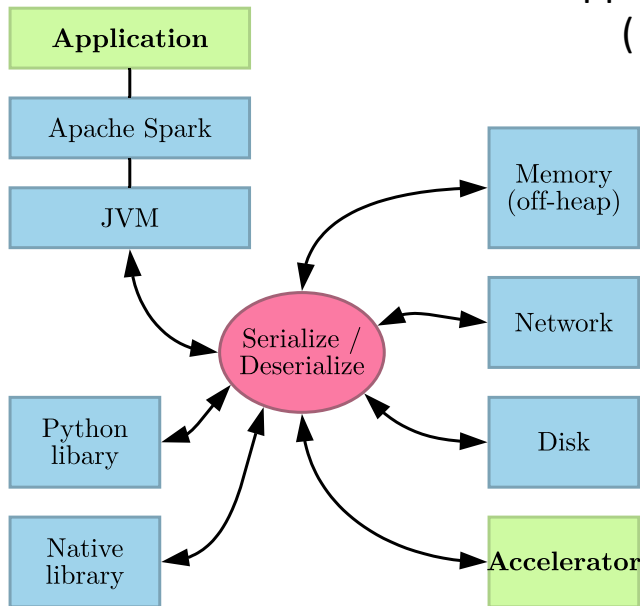 (
Application
Apache Spark
JVM
Memory
(off-heap)
Serialize /
Deserialize
Network
Python
libary
Disk
Native
library
Accelerator